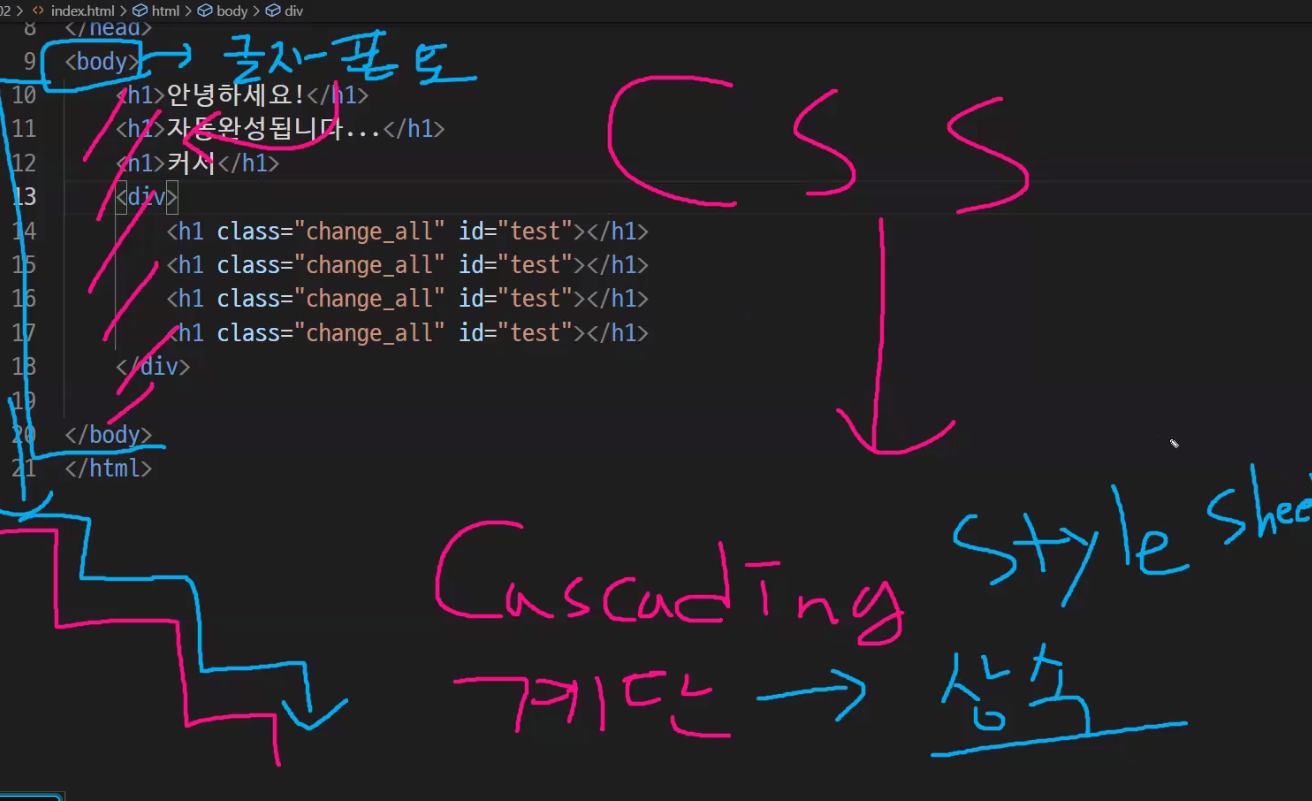 02 > index.html > html > body > div
8 </head>
9 <body> → 글자-폰토
10 <h1>안녕하세요!</h1>
11 <h1>자동완성됩니다...</h1>
12 <h1>커서</h1>
13 <div>
14 <h1 class="change_all" id="test"></h1>
15 <h1 class="change_all" id="test"></h1>
16 <h1 class="change_all" id="test"></h1>
17 <h1 class="change_all" id="test"></h1>
18 </div>
19
20 </body>
21 </html>
CSS
Cascading Style Shee
계단 → 상속